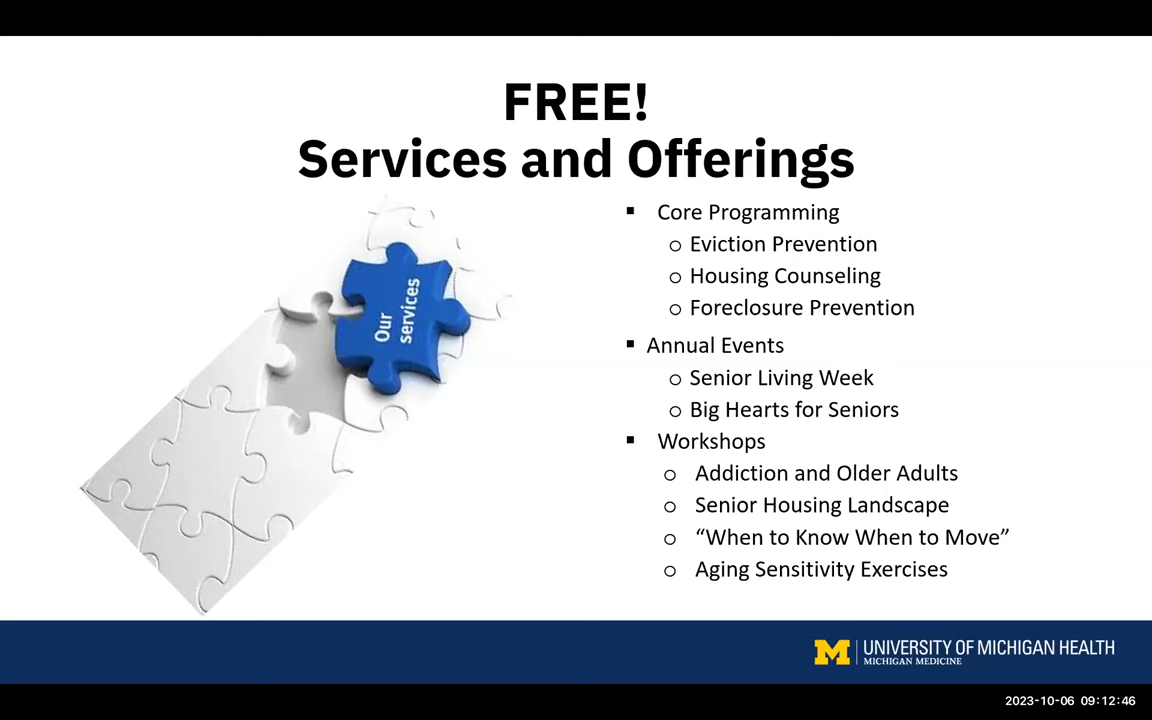 FREE!
Services and Offerings
Our
services
▪ Core Programming
o Eviction Prevention
o Housing Counseling
o Foreclosure Prevention
▪ Annual Events
o Senior Living Week
o Big Hearts for Seniors
▪ Workshops
o Addiction and Older Adults
o Senior Housing Landscape
o “When to Know When to Move”
o Aging Sensitivity Exercises
M UNIVERSITY OF MICHIGAN HEALTH
MICHIGAN MEDICINE
2023-10-06 09:12:46